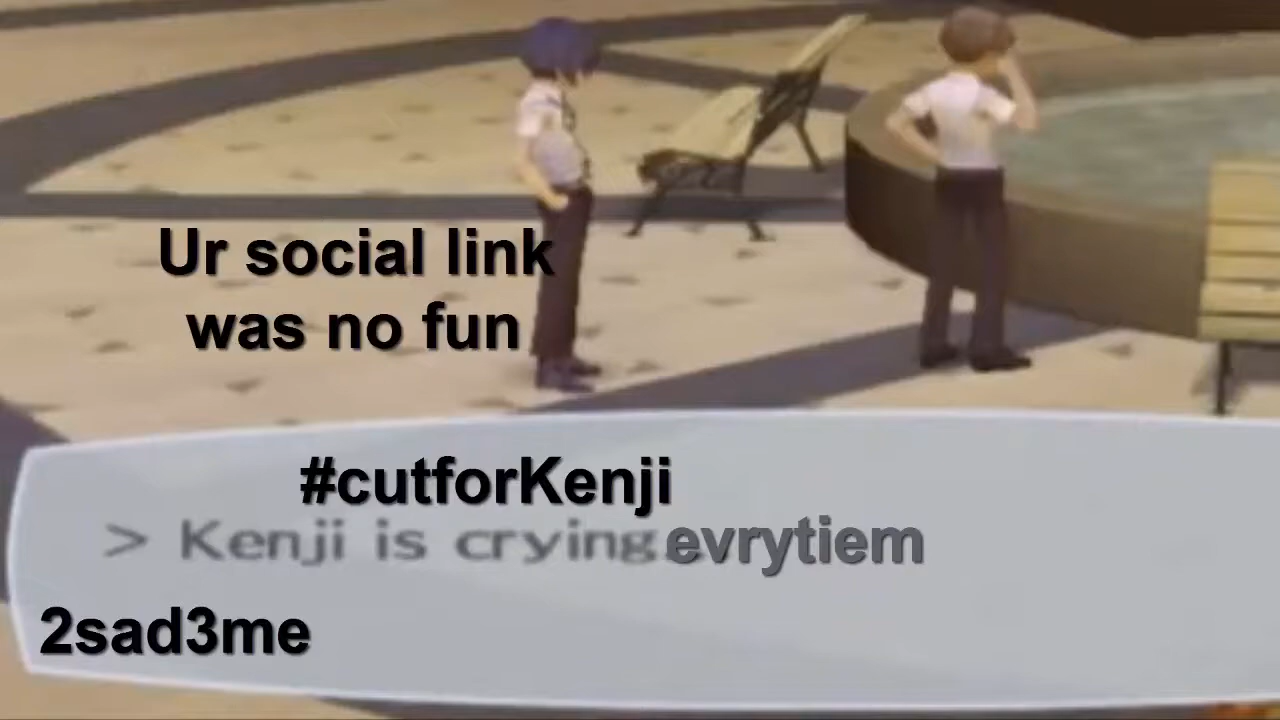 Ur social link
was no fun
#cutforKenji
> Kenji is crying.evrytiem
2sad3me